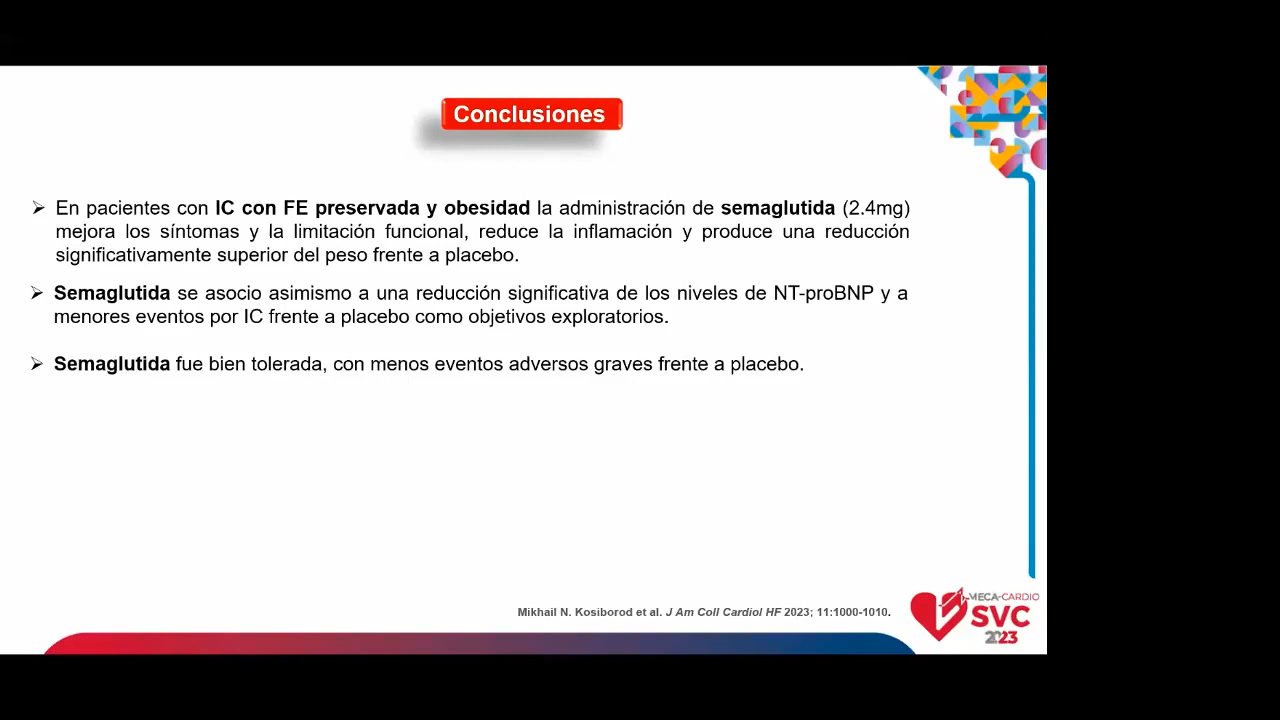 Conclusiones
➢ En pacientes con IC con FE preservada y obesidad la administración de semaglutida (2.4mg)
mejora los síntomas y la limitación funcional, reduce la inflamación y produce una reducción
significativamente superior del peso frente a placebo.
➢ Semaglutida se asocio asimismo a una reducción significativa de los niveles de NT-proBNP y a
menores eventos por IC frente a placebo como objetivos exploratorios.
➢ Semaglutida fue bien tolerada, con menos eventos adversos graves frente a placebo.
Mikhail N. Kosiborod et al. J Am Coll Cardiol HF 2023; 11:1000-1010.
MECA-CARDIO
SVC
2023